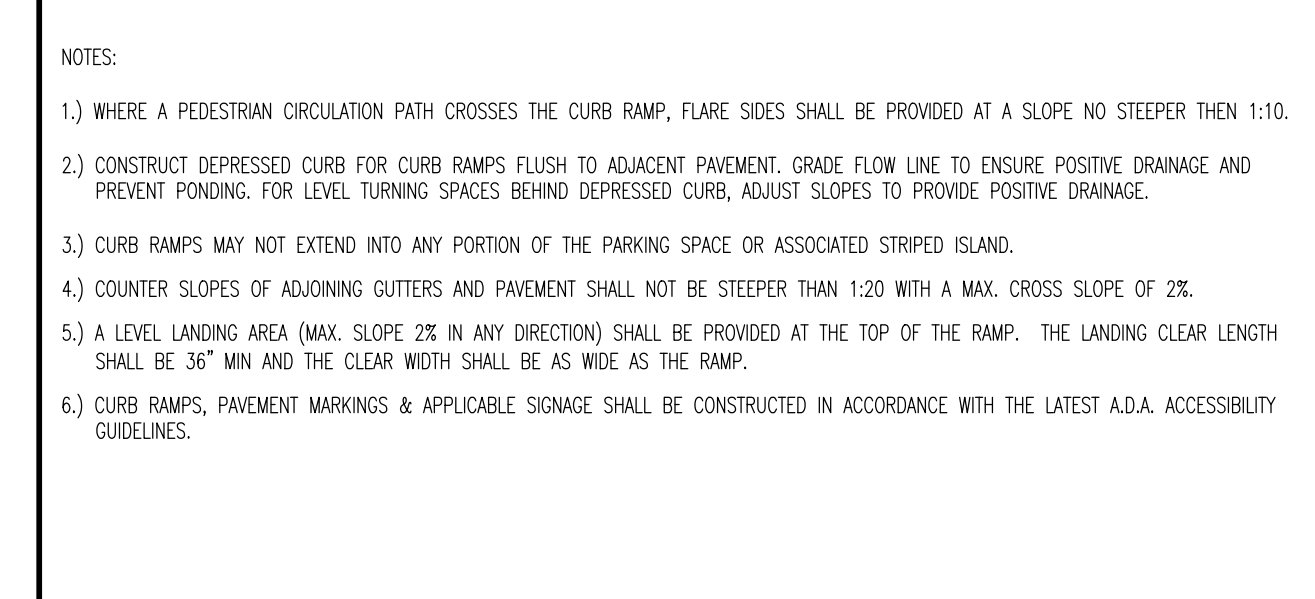 NOTES:
1.) WHERE A PEDESTRIAN CIRCULATION PATH CROSSES THE CURB RAMP, FLARE SIDES SHALL BE PROVIDED AT A SLOPE NO STEEPER THEN 1:10.
2.) CONSTRUCT DEPRESSED CURB FOR CURB RAMPS FLUSH TO ADJACENT PAVEMENT. GRADE FLOW LINE TO ENSURE POSITIVE DRAINAGE AND
PREVENT PONDING. FOR LEVEL TURNING SPACES BEHIND DEPRESSED CURB, ADJUST SLOPES TO PROVIDE POSITIVE DRAINAGE.
3.) CURB RAMPS MAY NOT EXTEND INTO ANY PORTION OF THE PARKING SPACE OR ASSOCIATED STRIPED ISLAND.
4.) COUNTER SLOPES OF ADJOINING GUTTERS AND PAVEMENT SHALL NOT BE STEEPER THAN 1:20 WITH A MAX. CROSS SLOPE OF 2%.
5.) A LEVEL LANDING AREA (MAX. SLOPE 2% IN ANY DIRECTION) SHALL BE PROVIDED AT THE TOP OF THE RAMP. THE LANDING CLEAR LENGTH
SHALL BE 36" MIN AND THE CLEAR WIDTH SHALL BE AS WIDE AS THE RAMP.
6.) CURB RAMPS, PAVEMENT MARKINGS & APPLICABLE SIGNAGE SHALL BE CONSTRUCTED IN ACCORDANCE WITH THE LATEST A.D.A. ACCESSIBILITY
GUIDELINES.